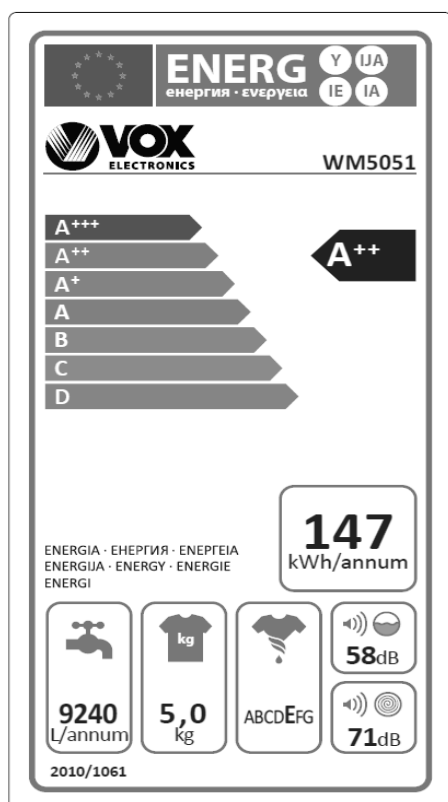 ENERG Y IJA
енергия · ενεργεια IE IA
VOX
ELECTRONICS
WM5051
A+++
A++
A++
A+
A
B
C
D
147
kWh/annum
ENERGIA · ЕНЕРГИЯ · ΕΝΕΡΓΕΙΑ
ENERGIJA · ENERGY · ENERGIE
ENERGI
kg
9240
L/annum
5,0
kg
ABCDEFG
58dB
71dB
2010/1061